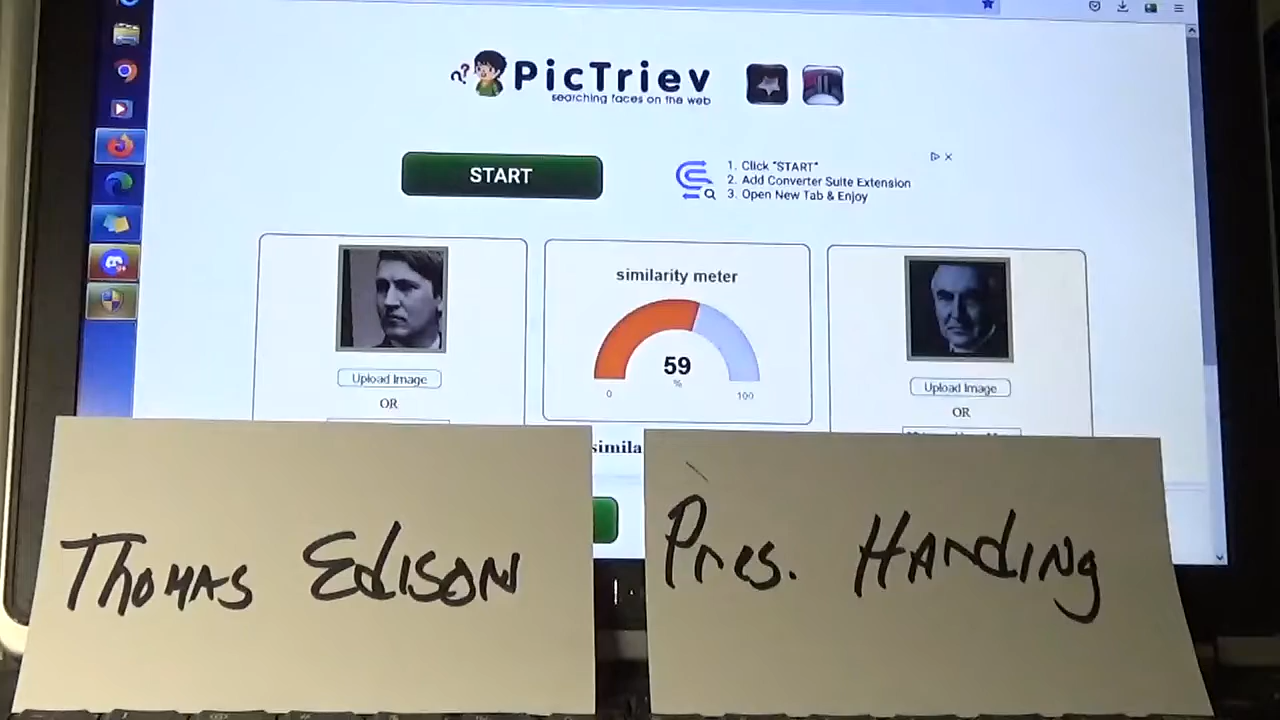 PicTriev
searching faces on the web
START
1. Click "START"
2. Add Converter Suite Extension
3. Open New Tab & Enjoy
similarity meter
59
%
0
100
Upload Image
OR
Upload Image
OR
simila
Thomas Edison
Pres. Harding